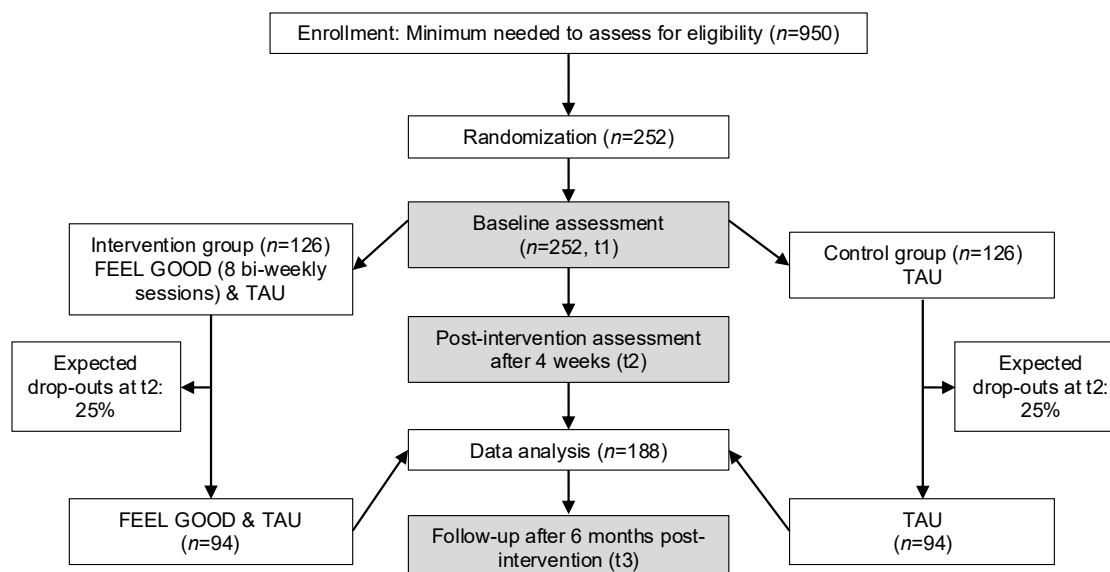 Enrollment: Minimum needed to assess for eligibility (n=950)
Randomization (n=252)
Baseline assessment
(n=252, t1)
Intervention group (n=126)
FEEL GOOD (8 bi-weekly
sessions) & TAU
Control group (n=126)
TAU
Post-intervention assessment
after 4 weeks (t2)
Expected
drop-outs at t2:
25%
Expected
drop-outs at t2:
25%
Data analysis (n=188)
FEEL GOOD & TAU
(n=94)
TAU
(n=94)
Follow-up after 6 months post-
intervention (t3)